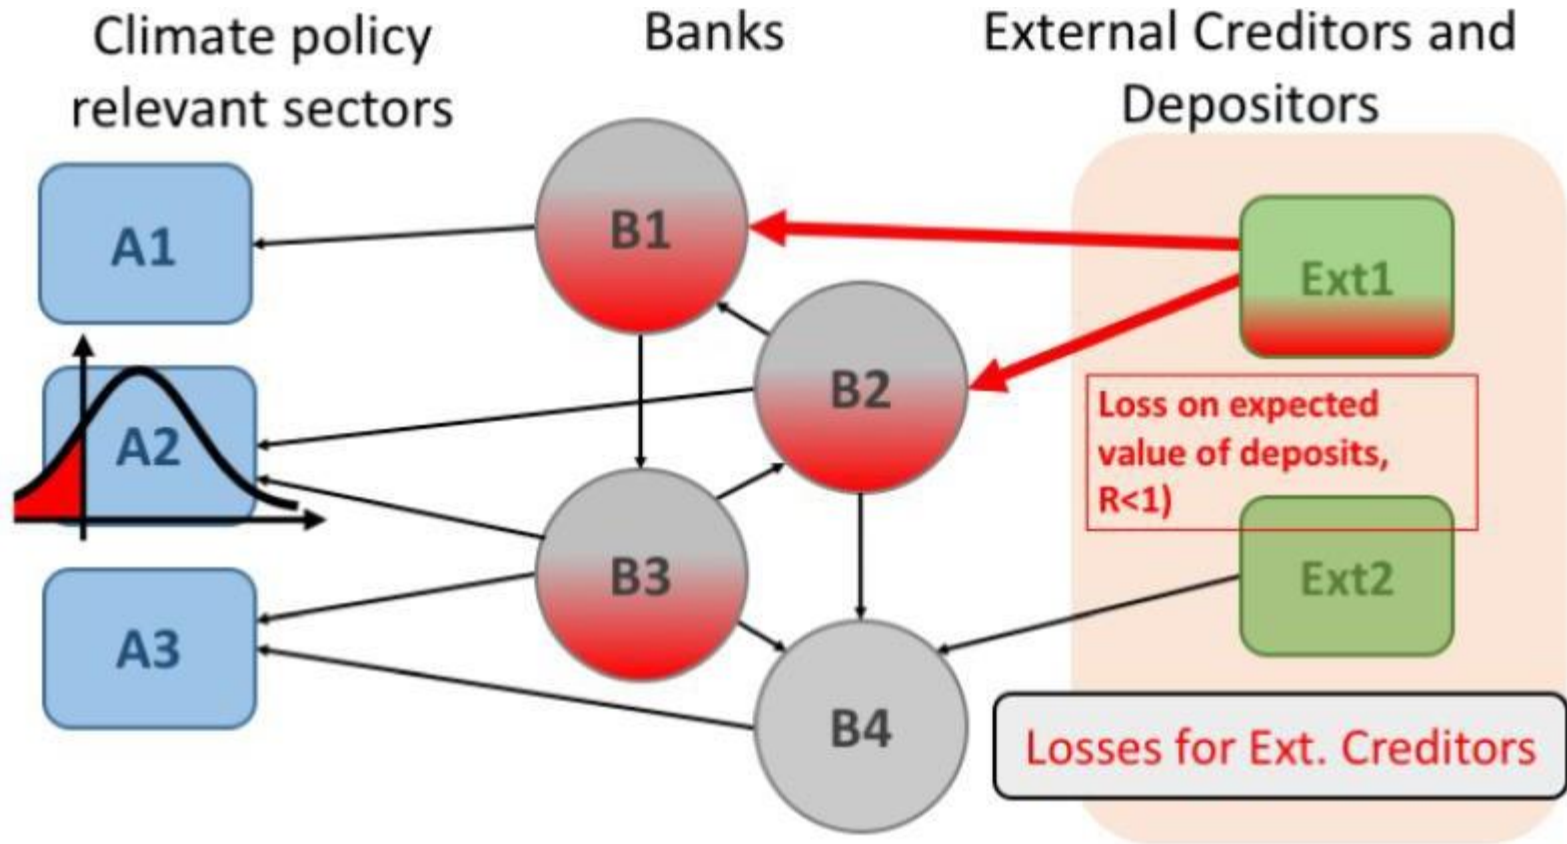 Climate policy
relevant sectors
Banks
External Creditors and
Depositors
A1
A2
A3
B1
B2
B3
B4
Ext1
Loss on expected
value of deposits,
R<1)
Ext2
Losses for Ext. Creditors